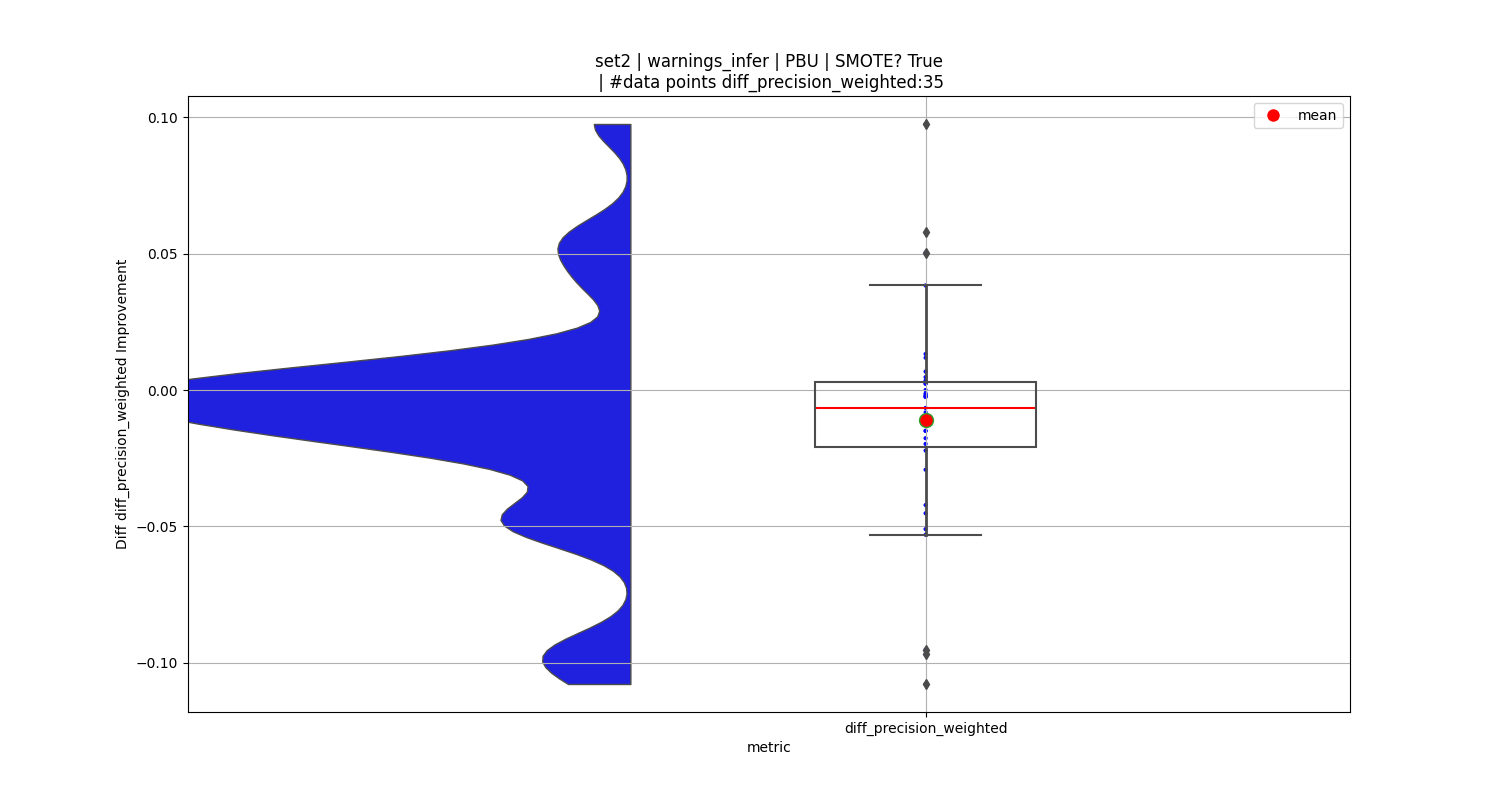 set2 | warnings_infer | PBU | SMOTE? True
| #data points diff_precision_weighted:35
mean
0.10
0.05
0.00
−0.05
−0.10
Diff diff_precision_weighted Improvement
diff_precision_weighted
metric